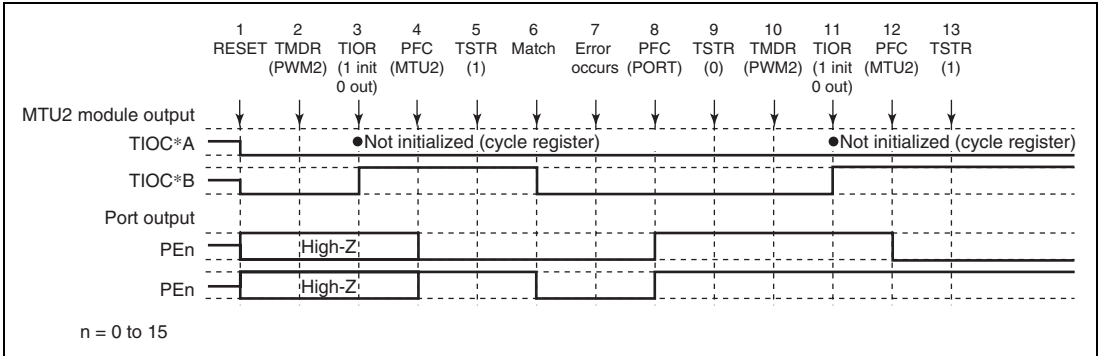 1 2 3 4 5 6 7 8 9 10 11 12 13
RESET TMDR TIOR PFC TSTR Match Error PFC TSTR TMDR TIOR PFC TSTR
(PWM2) (1 init (MTU2) (1) occurs (PORT) (0) (PWM2) (1 init (MTU2) (1)
0 out) 0 out)
MTU2 module output
TIOC*A ●Not initialized (cycle register) ●Not initialized (cycle register)
TIOC*B
Port output
PEn High-Z
PEn High-Z
n = 0 to 15